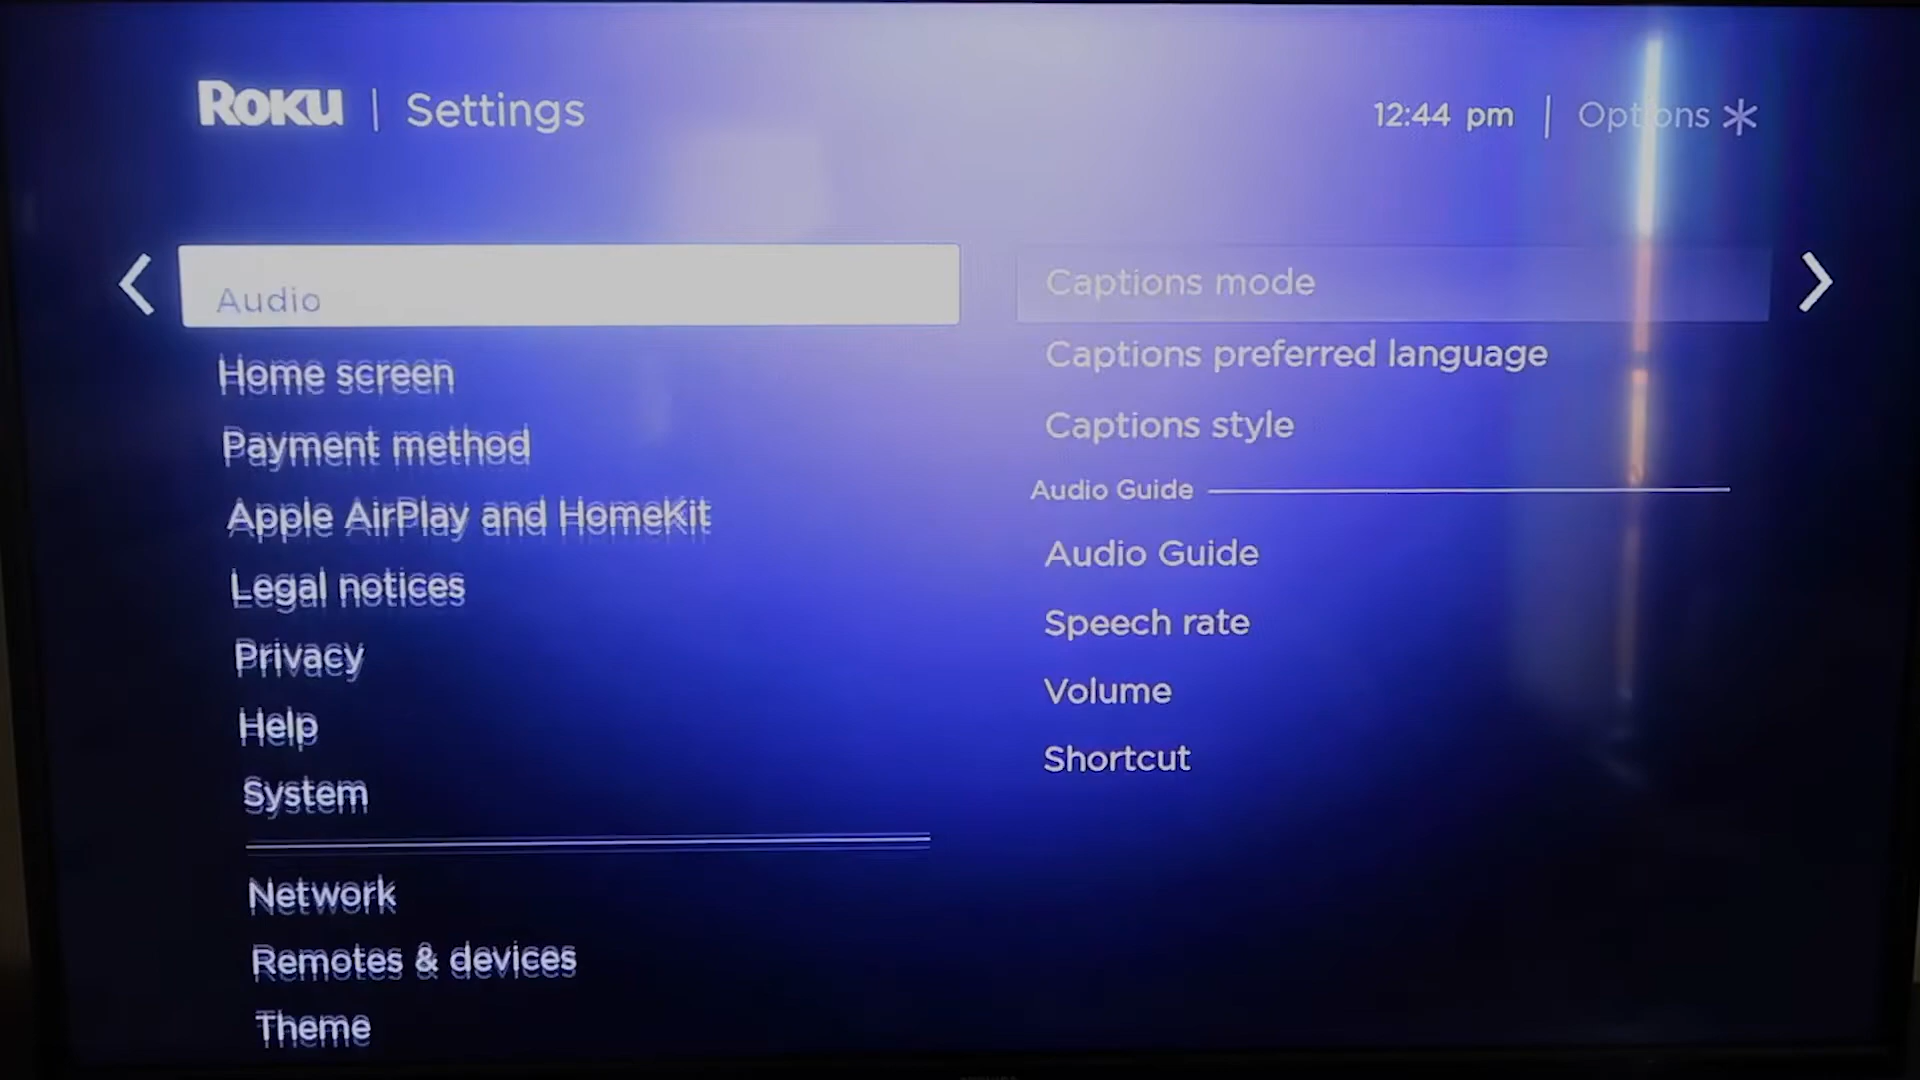 Roku | Settings
12:44 pm | Options *
Audio
Home screen
Payment method
Apple AirPlay and HomeKit
Legal notices
Privacy
Help
System
Network
Remotes & devices
Theme
Captions mode
Captions preferred language
Captions style
Audio Guide
Audio Guide
Speech rate
Volume
Shortcut